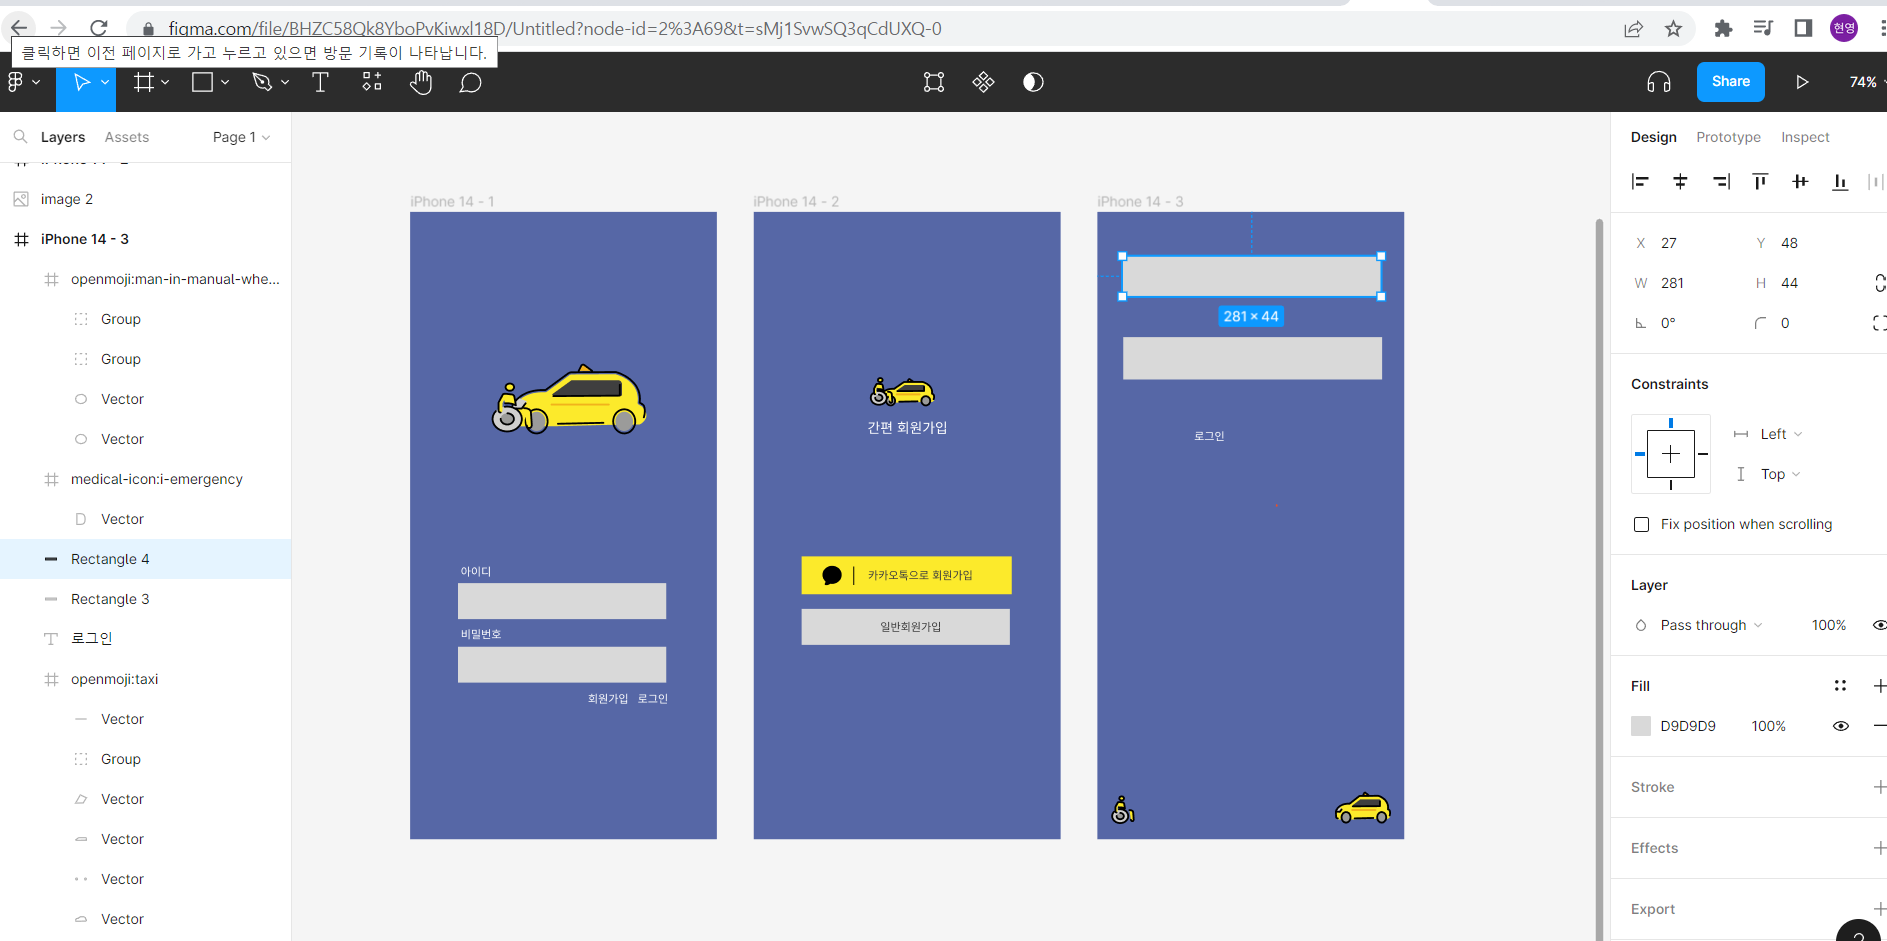 figma.com/file/BHZC58Qk8YboPvKiwxl18D/Untitled?node-id=2%3A69&t=sMj1SvwSQ3qCdUXQ-0
현영
클릭하면 이전 페이지로 가고 누르고 있으면 방문 기록이 나타납니다.
Share
74%
Layers
Assets
Page 1
image 2
iPhone 14 - 3
openmoji:man-in-manual-whe...
Group
Group
Vector
Vector
medical-icon:i-emergency
Vector
Rectangle 4
Rectangle 3
로그인
openmoji:taxi
Vector
Group
Vector
Vector
Vector
Vector
iPhone 14 - 1
아이디
비밀번호
회원가입 로그인
iPhone 14 - 2
간편 회원가입
카카오톡으로 회원가입
일반회원가입
iPhone 14 - 3
281 × 44
로그인
Design
Prototype
Inspect
X 27
Y 48
W 281
H 44
0°
0
Constraints
Left
Top
Fix position when scrolling
Layer
Pass through
100%
Fill
D9D9D9
100%
Stroke
Effects
Export
?